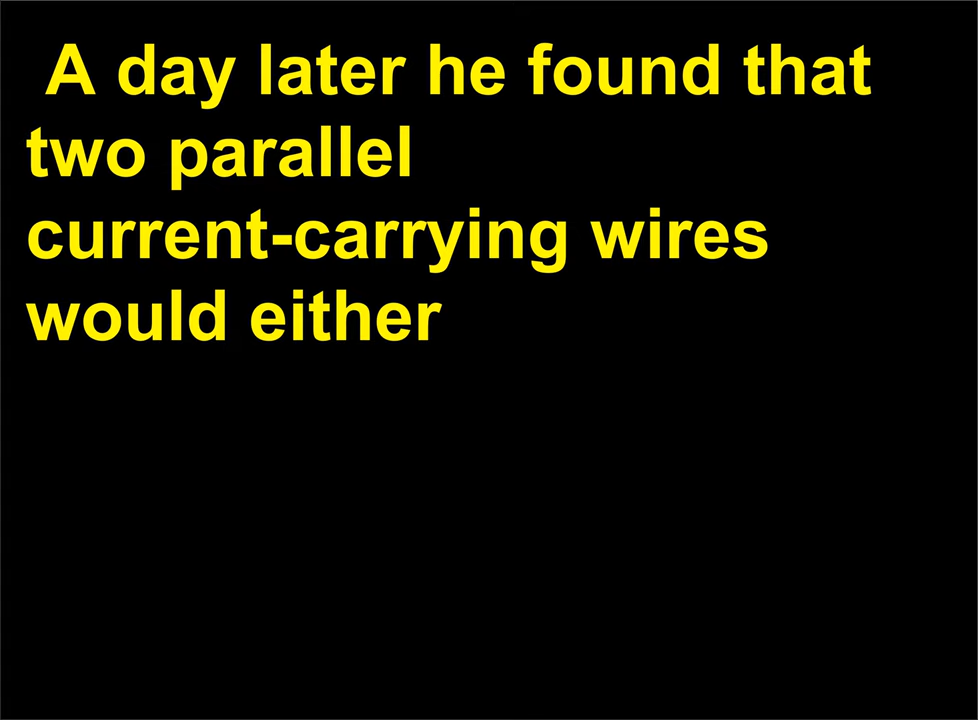 A day later he found that
two parallel
current-carrying wires
would either